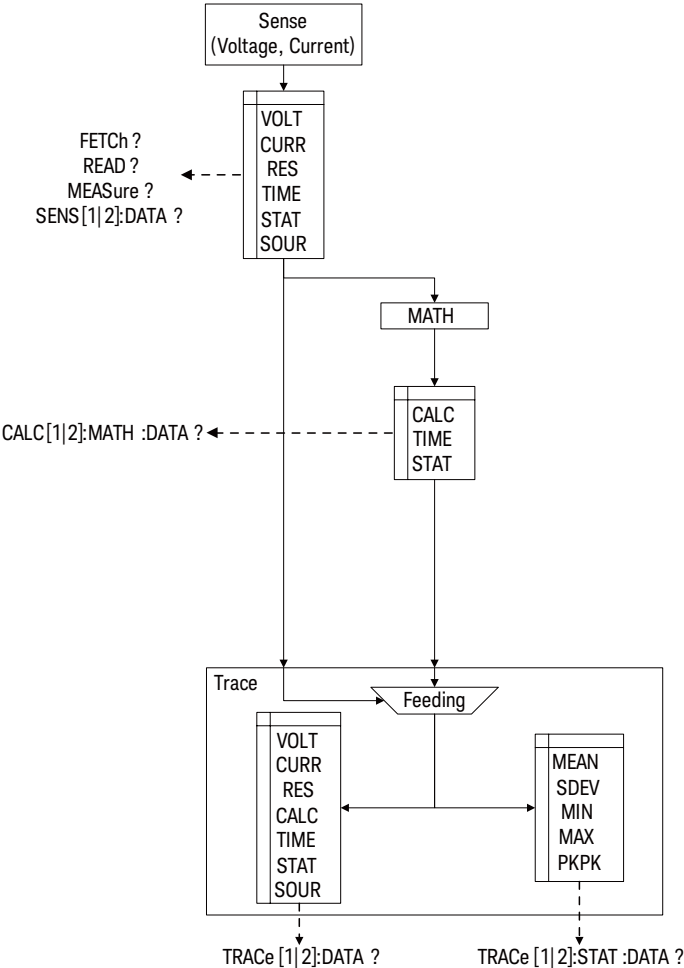 Sense
(Voltage, Current)
VOLT
CURR
RES
TIME
STAT
SOUR
FETCh ?
READ ?
MEASure ?
SENS[1|2]:DATA ?
MATH
CALC
TIME
STAT
CALC[1|2]:MATH :DATA ?
Trace
Feeding
VOLT
CURR
RES
CALC
TIME
STAT
SOUR
MEAN
SDEV
MIN
MAX
PKPK
TRACe [1|2]:DATA ?
TRACe [1|2]:STAT :DATA ?